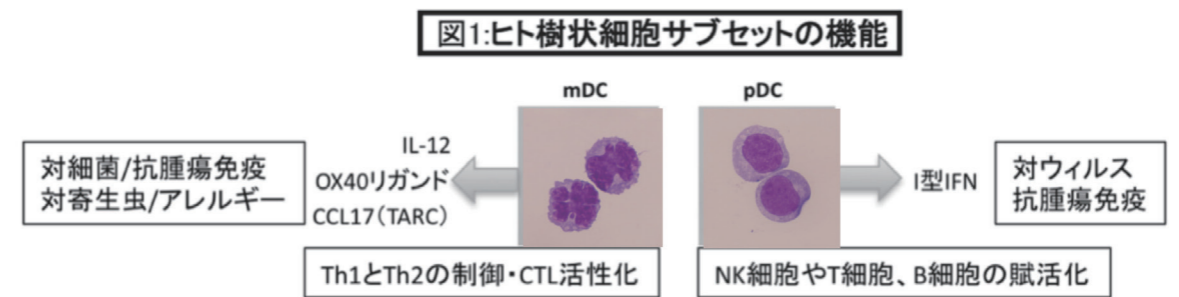 図1:ヒト樹状細胞サブセットの機能
mDC
pDC
対細菌/抗腫瘍免疫
対寄生虫/アレルギー
IL-12
OX40リガンド
CCL17(TARC)
I型IFN
対ウィルス
抗腫瘍免疫
Th1とTh2の制御・CTL活性化
NK細胞やT細胞、B細胞の賦活化